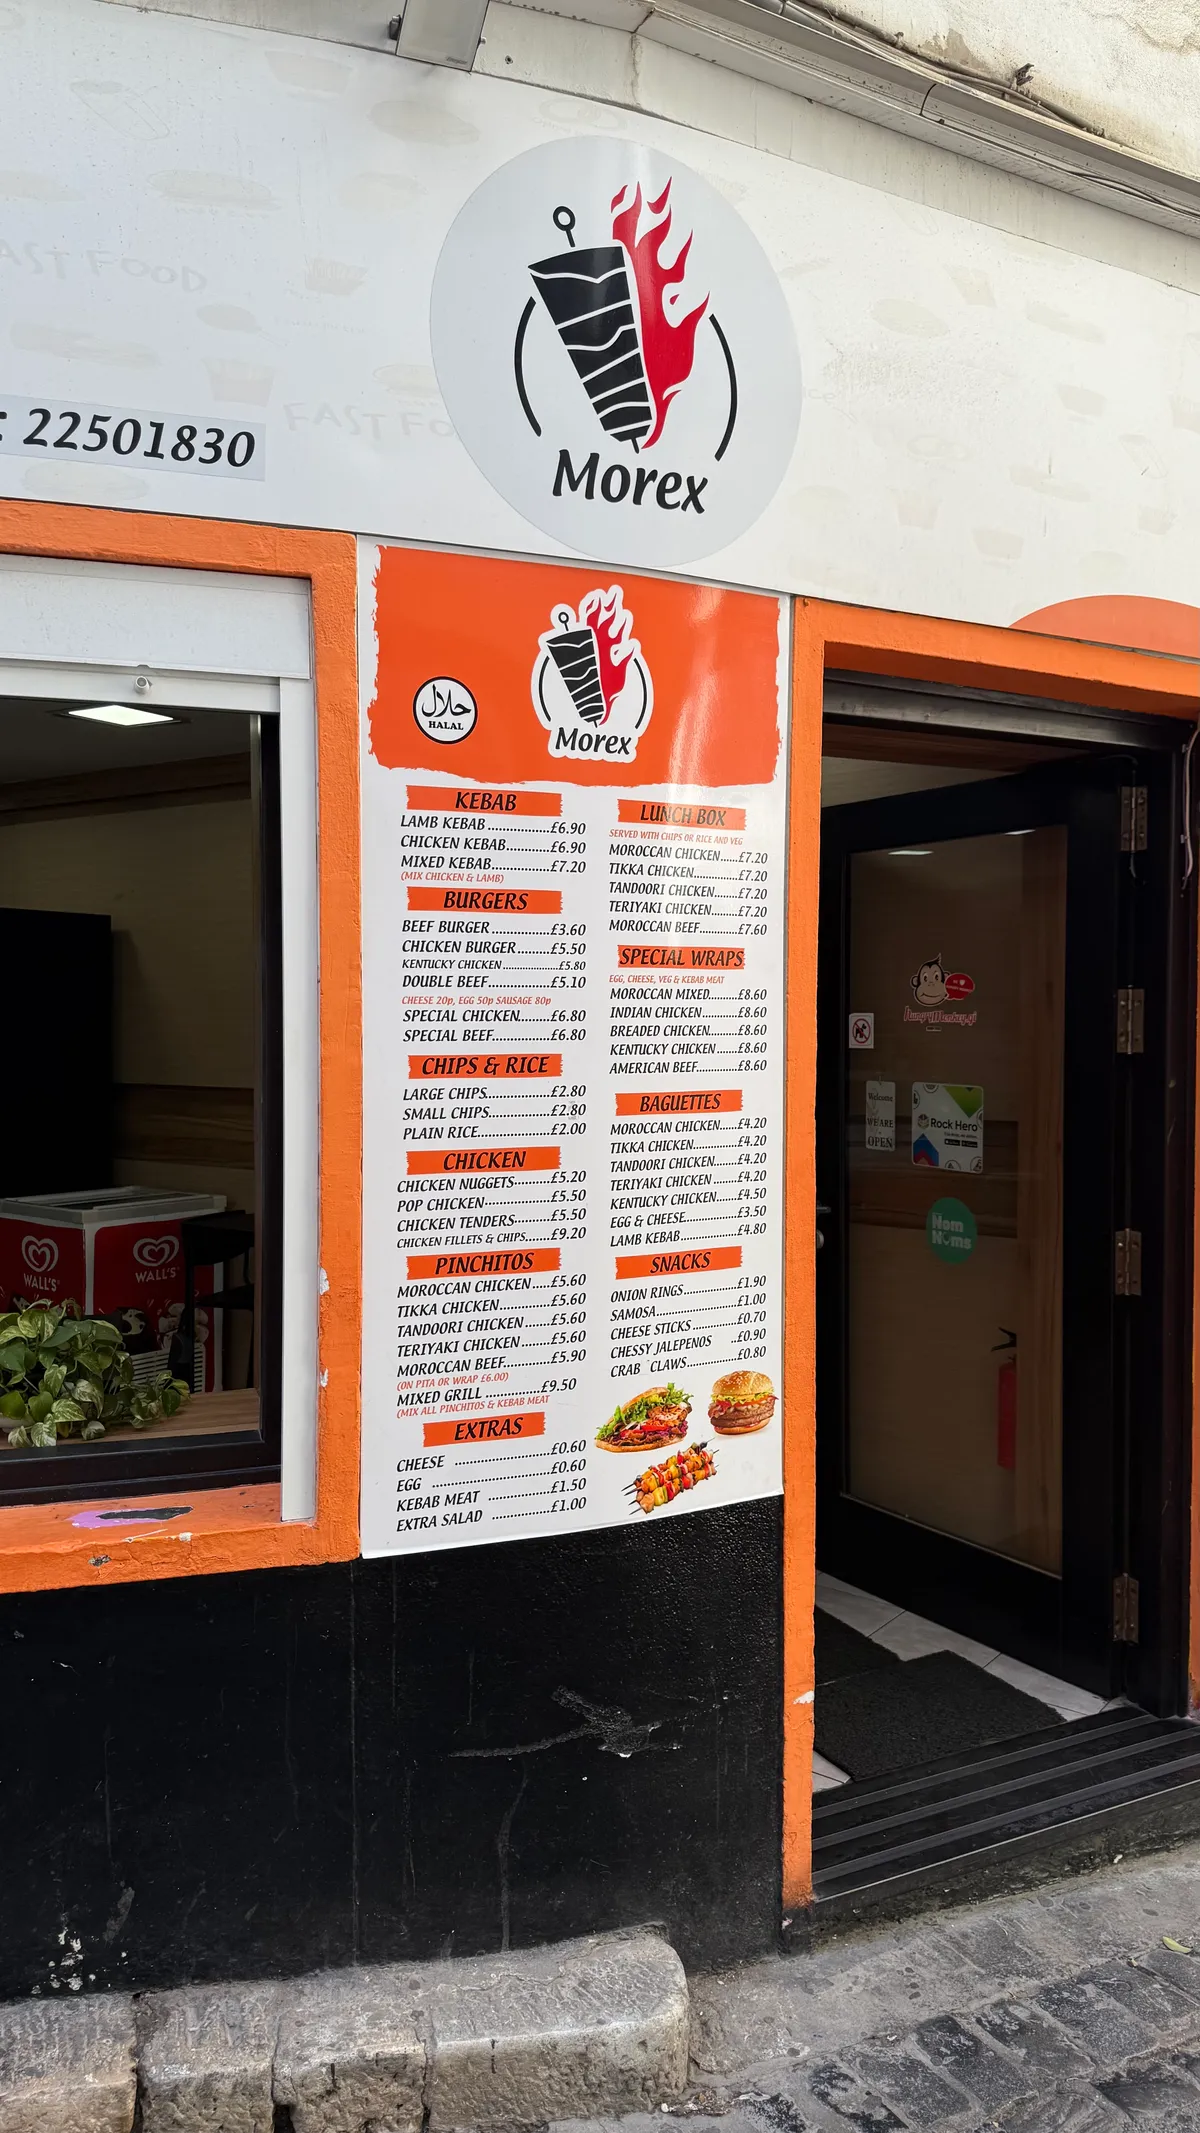 FAST FOOD
: 22501830
Morex
حلال
HALAL
Morex
KEBAB
LAMB KEBAB..................£6.90
CHICKEN KEBAB.............£6.90
MIXED KEBAB.................£7.20
(MIX CHICKEN & LAMB)
BURGERS
BEEF BURGER..................£3.60
CHICKEN BURGER..........£5.50
KENTUCKY CHICKEN......................£5.80
DOUBLE BEEF..................£5.10
CHEESE 20p, EGG 50p SAUSAGE 80p
SPECIAL CHICKEN..........£6.80
SPECIAL BEEF.................£6.80
CHIPS & RICE
LARGE CHIPS..................£2.80
SMALL CHIPS..................£2.80
PLAIN RICE.....................£2.00
CHICKEN
CHICKEN NUGGETS..........£5.20
POP CHICKEN..................£5.50
CHICKEN TENDERS..........£5.50
CHICKEN FILLETS & CHIPS.......£9.20
PINCHITOS
MOROCCAN CHICKEN.....£5.60
TIKKA CHICKEN..............£5.60
TANDOORI CHICKEN........£5.60
TERIYAKI CHICKEN.........£5.60
MOROCCAN BEEF.............£5.90
(ON PITA OR WRAP £6.00)
MIXED GRILL ...............£9.50
(MIX ALL PINCHITOS & KEBAB MEAT
EXTRAS
CHEESE ..........................£0.60
EGG ................................£0.60
KEBAB MEAT ..................£1.50
EXTRA SALAD .................£1.00
LUNCH BOX
SERVED WITH CHIPS OR RICE AND VEG
MOROCCAN CHICKEN.....£7.20
TIKKA CHICKEN.............£7.20
TANDOORI CHICKEN.......£7.20
TERIYAKI CHICKEN........£7.20
MOROCCAN BEEF............£7.60
SPECIAL WRAPS
EGG, CHEESE, VEG & KEBAB MEAT
MOROCCAN MIXED.........£8.60
INDIAN CHICKEN...........£8.60
BREADED CHICKEN........£8.60
KENTUCKY CHICKEN......£8.60
AMERICAN BEEF.............£8.60
BAGUETTES
MOROCCAN CHICKEN.....£4.20
TIKKA CHICKEN.............£4.20
TANDOORI CHICKEN.......£4.20
TERIYAKI CHICKEN ........£4.20
KENTUCKY CHICKEN.......£4.50
EGG & CHEESE................£3.50
LAMB KEBAB..................£4.80
SNACKS
ONION RINGS.................£1.90
SAMOSA..........................£1.00
CHEESE STICKS ..............£0.70
CHESSY JALEPENOS ..£0.90
CRAB CLAWS................£0.80
WALL'S
WALL'S
HungryMonkey.gi
Welcome
WE ARE
OPEN
Rock Hero
Nom
Noms